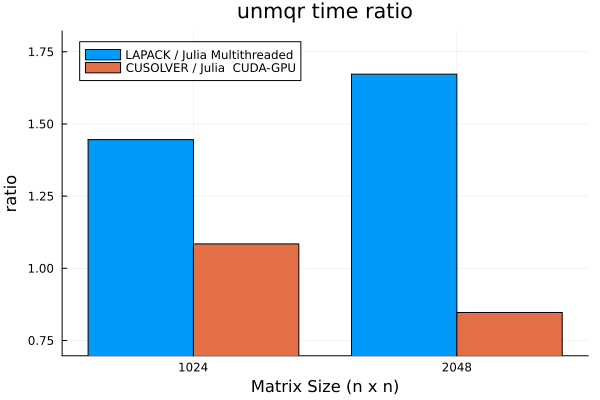 unmqr time ratio
LAPACK / Julia Multithreaded
CUSOLVER / Julia  CUDA-GPU
ratio
1.75
1.50
1.25
1.00
0.75
1024
2048
Matrix Size (n x n)